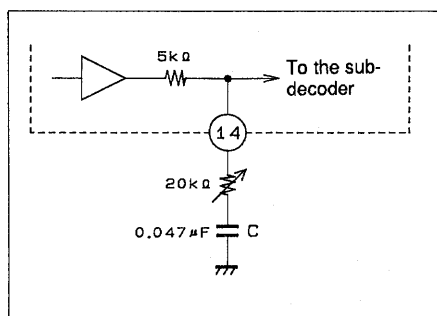 5kΩ
To the sub-
decoder
14
20kΩ
0.047μF C